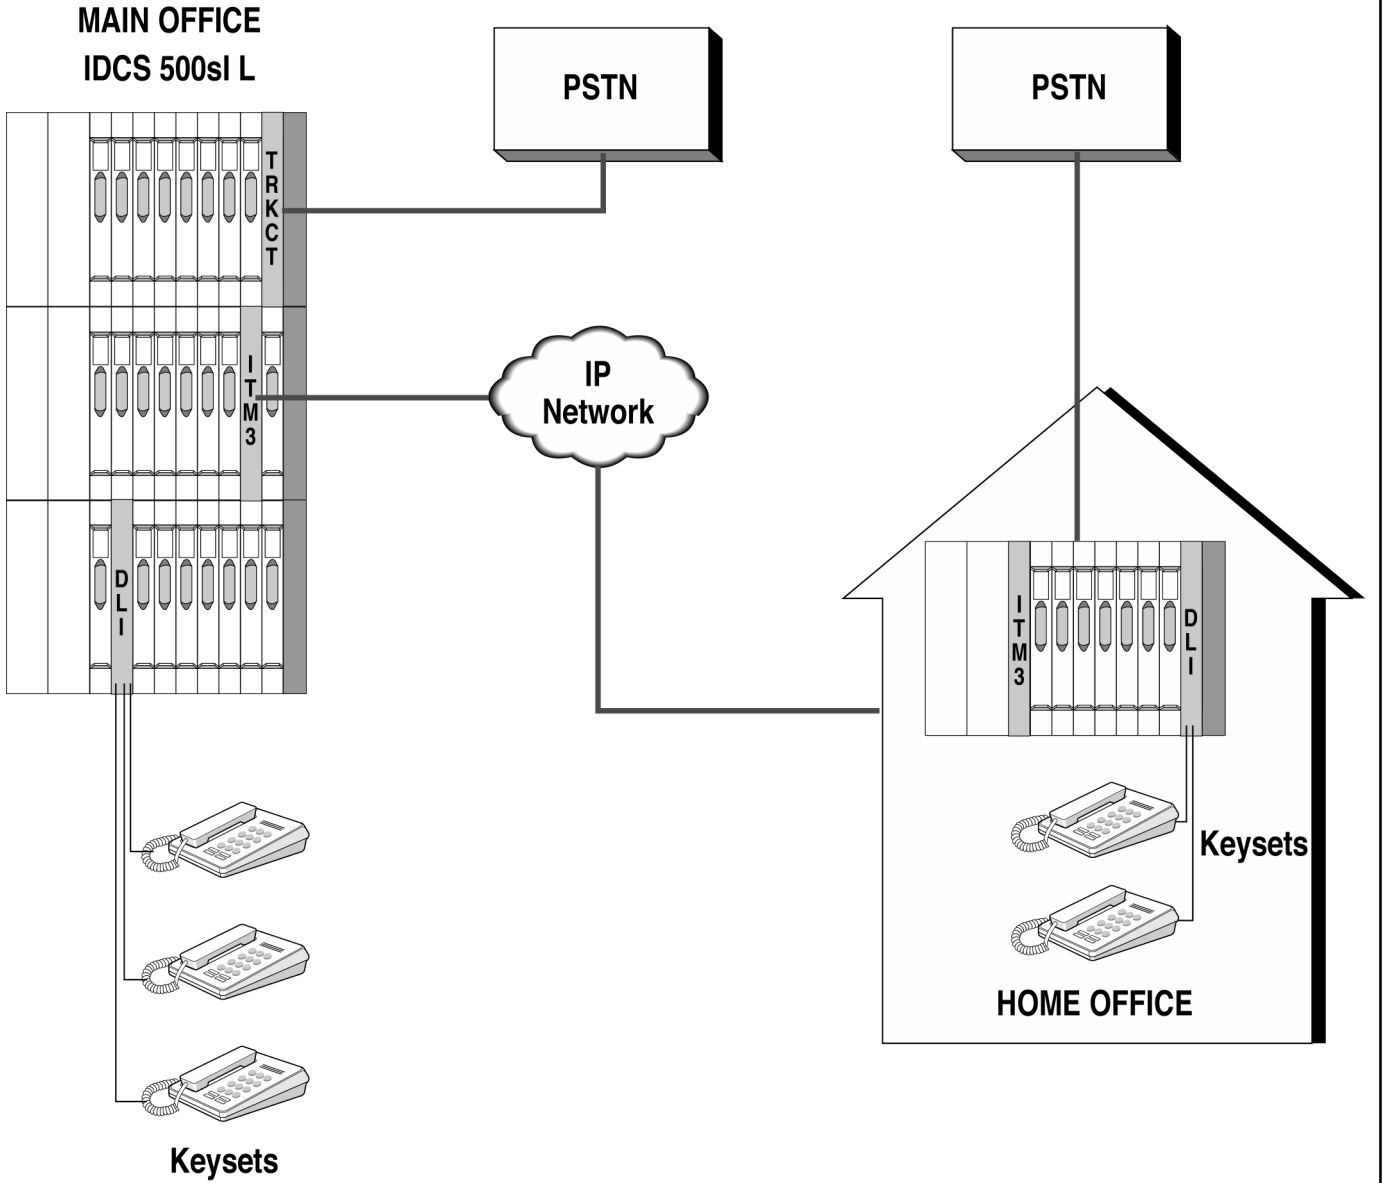 MAIN OFFICE
IDCS 500sI L
PSTN
PSTN
TRKCT
IP
Network
ITM3
DLI
ITM3
DLI
Keysets
HOME OFFICE
Keysets